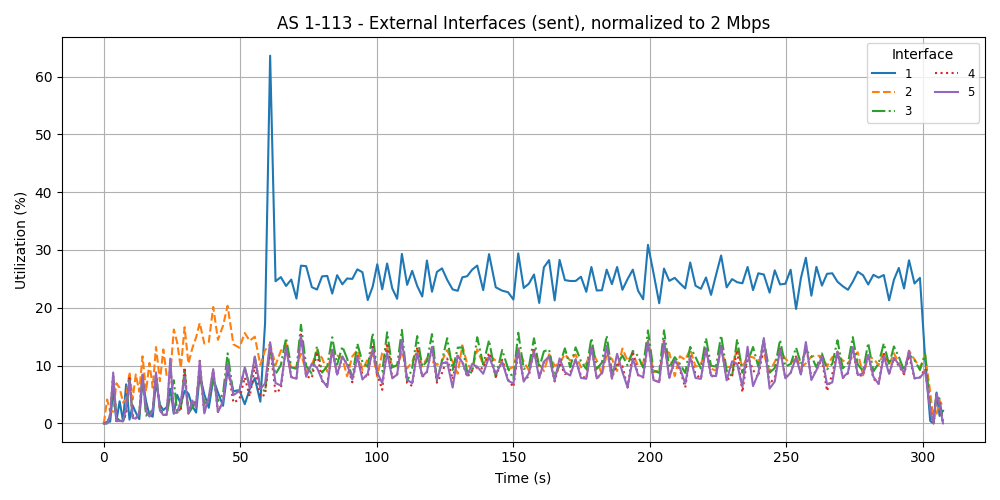 AS 1-113 - External Interfaces (sent), normalized to 2 Mbps
Interface
1
2
3
4
5
Utilization (%)
60
50
40
30
20
10
0
0 50 100 150 200 250 300
Time (s)